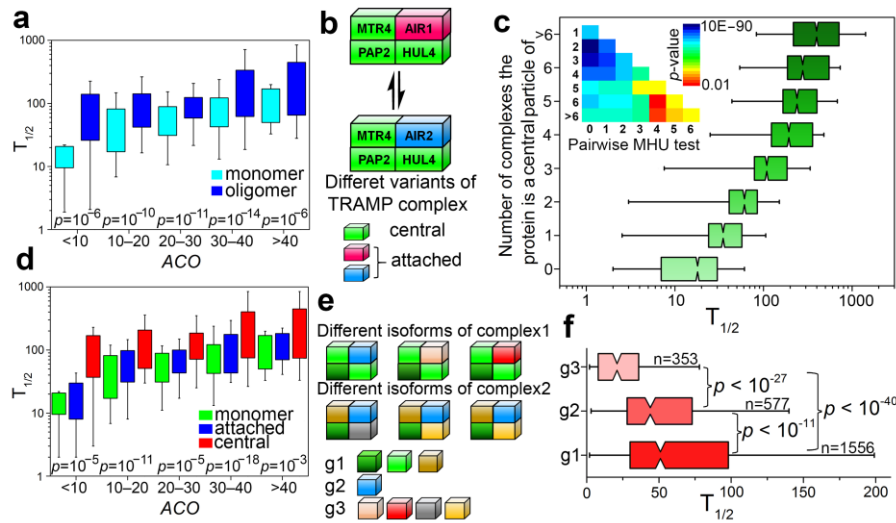 a
1000
100
10
1
T1/2
monomer
oligomer
p=10-6
p=10-10
p=10-11
p=10-14
p=10-6
<10
10–20
20–30
30–40
>40
ACO
b
MTR4
AIR1
PAP2
HUL4
MTR4
AIR2
PAP2
HUL4
Differet variants of
TRAMP complex
central
attached
c
Number of complexes the
protein is a central particle of
>6
6
5
4
3
2
1
0
1
2
3
4
5
6
>6
0 1 2 3 4 5 6
Pairwise MHU test
10E-90
p-value
0.01
1
10
100
1000
T1/2
d
1000
100
10
1
T1/2
monomer
attached
central
p=10-5
p=10-11
p=10-5
p=10-18
p=10-3
<10
10–20
20–30
30–40
>40
ACO
e
Different isoforms of complex1
Different isoforms of complex2
g1
g2
g3
f
g3
n=353
p < 10-27
g2
n=577
p < 10-40
p < 10-11
g1
n=1556
0
50
100
150
200
T1/2